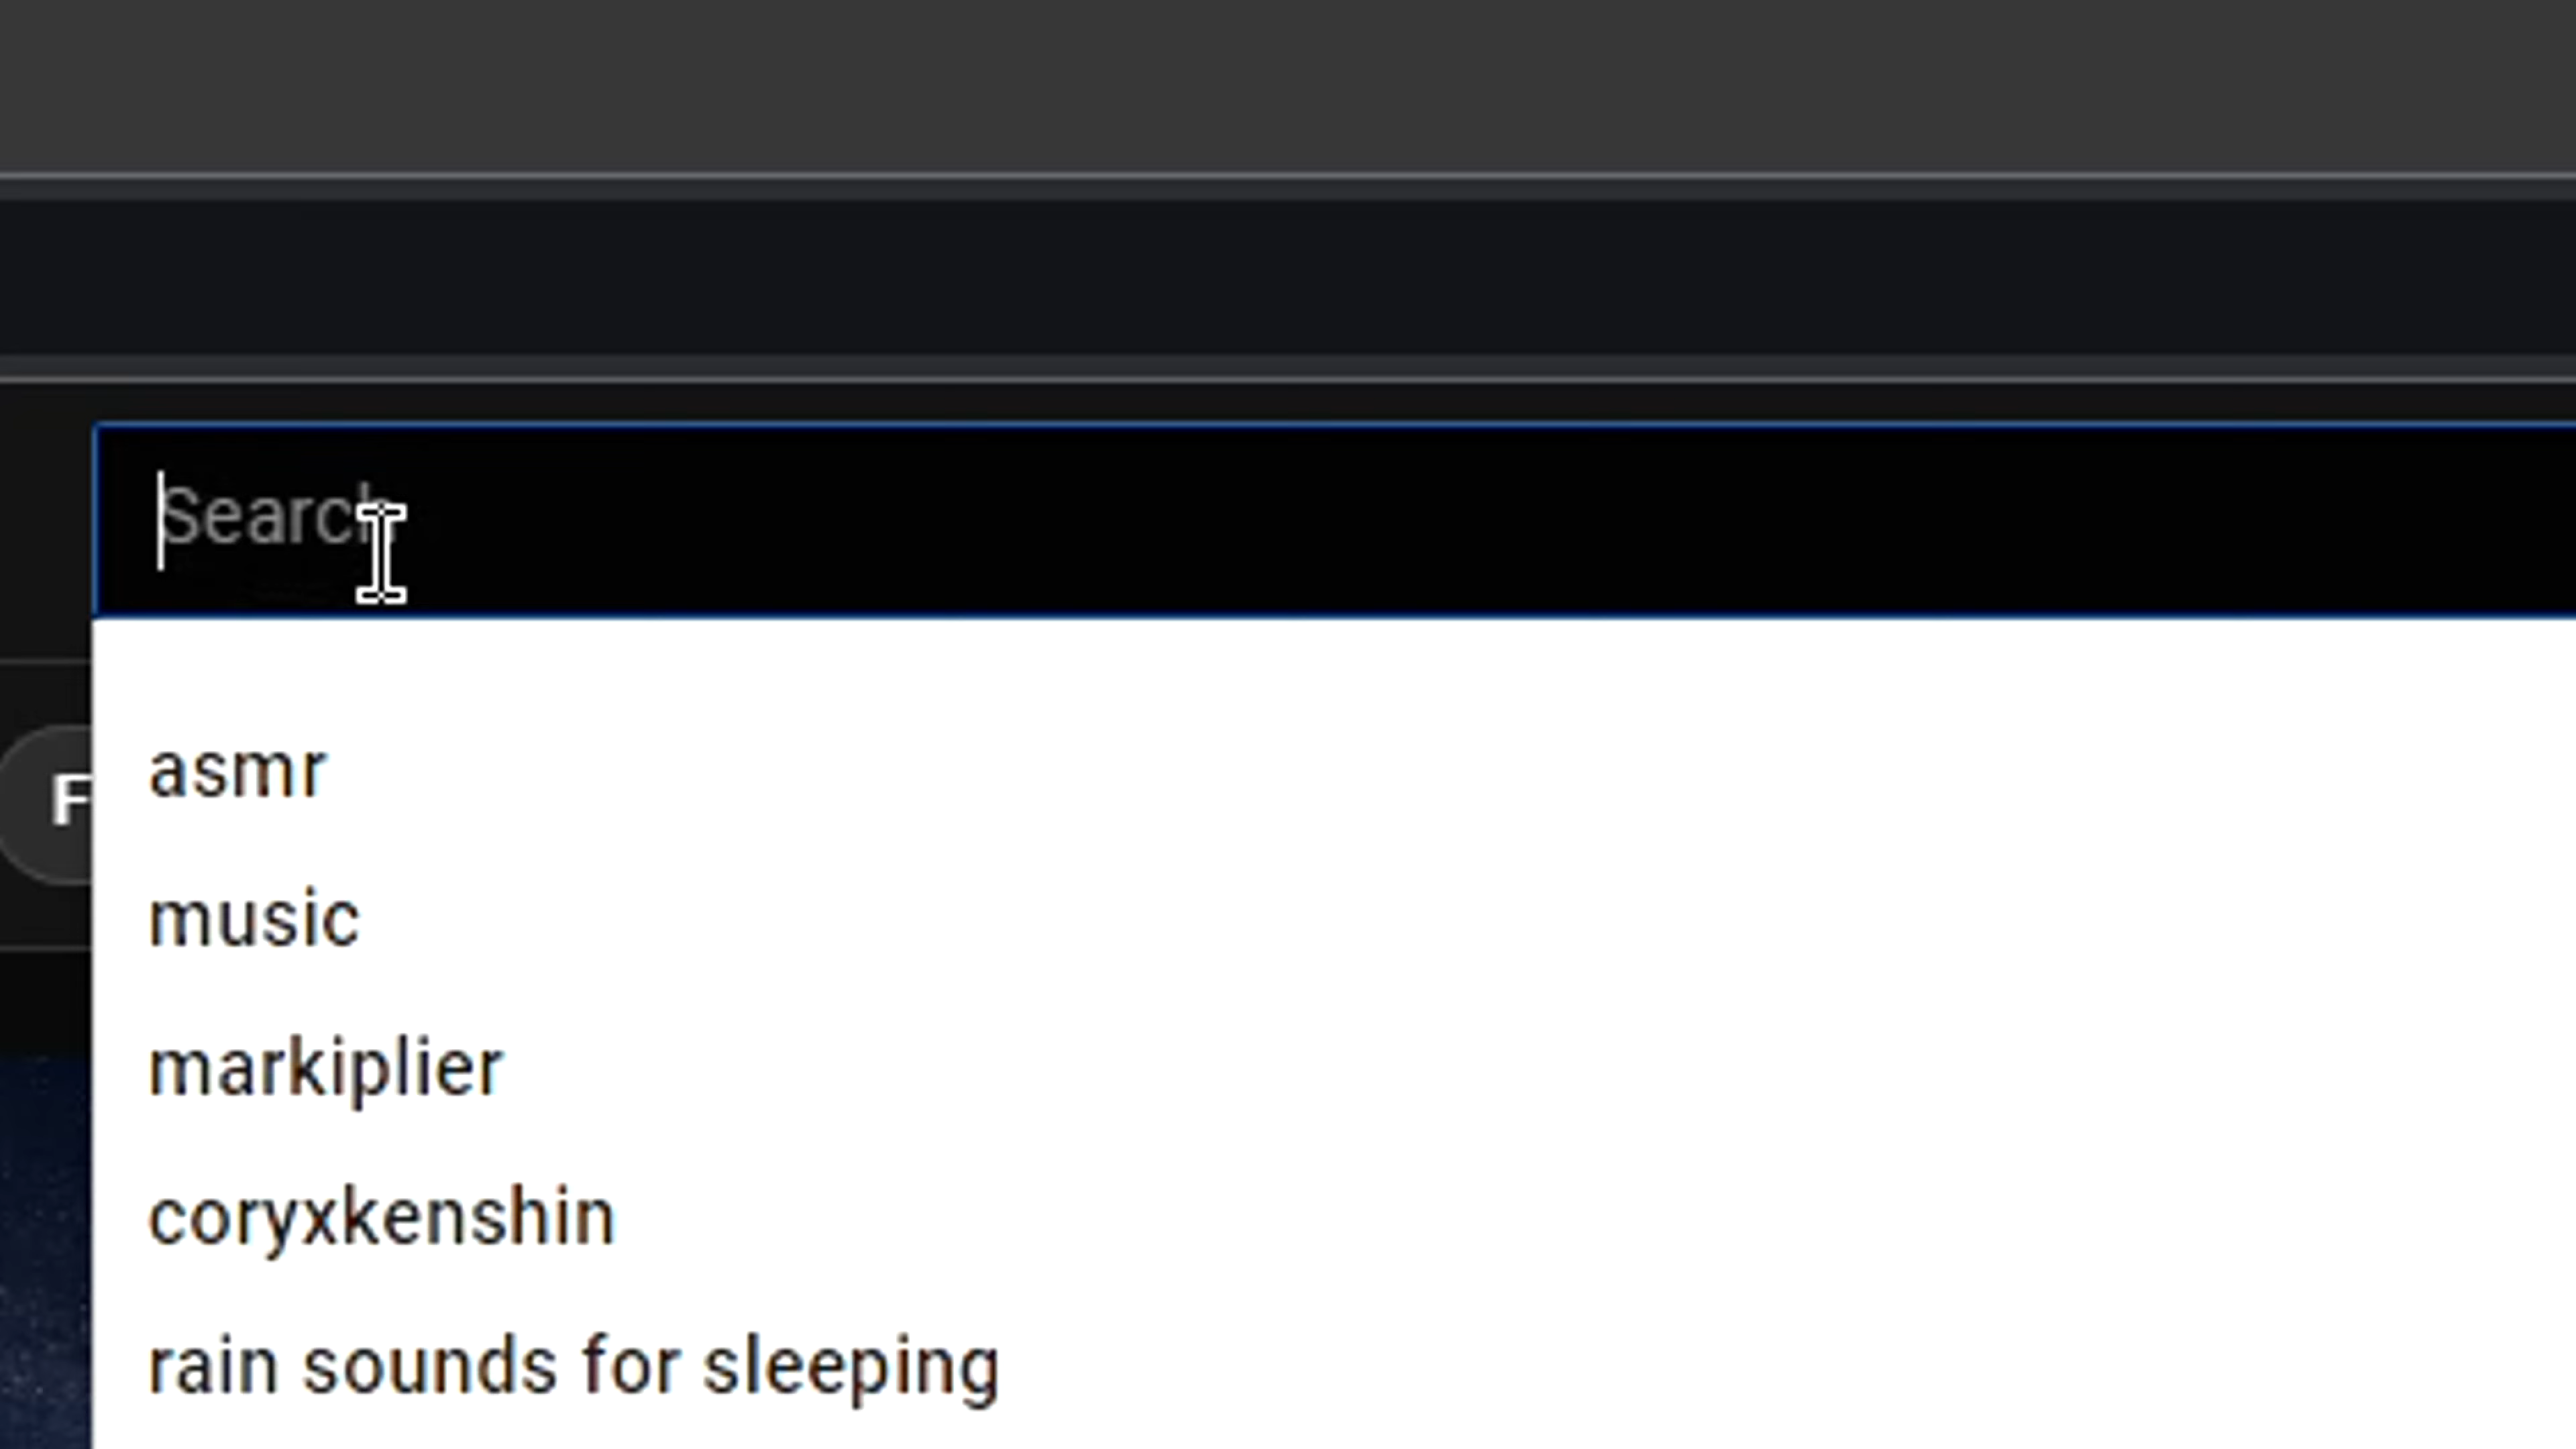 Search
F
asmr
music
markiplier
coryxkenshin
rain sounds for sleeping